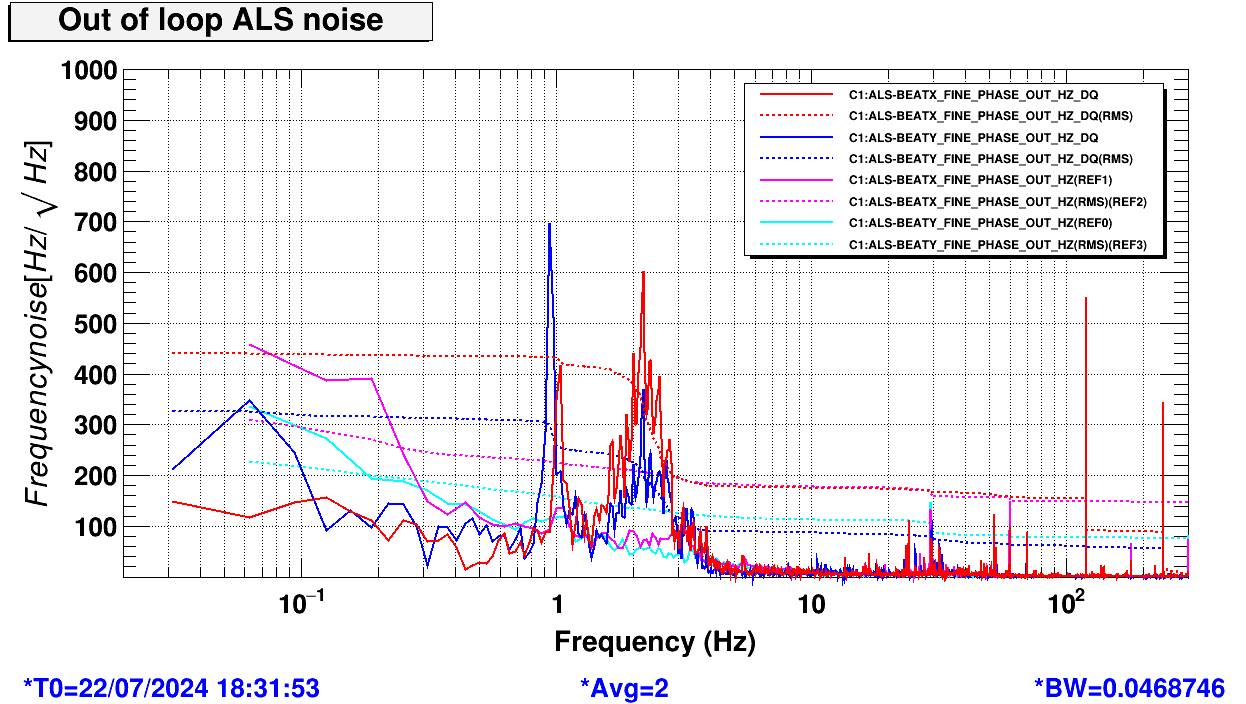 Out of loop ALS noise
1000
900
800
700
600
500
400
300
200
100
Frequencynoise[Hz/√Hz]
C1:ALS-BEATX_FINE_PHASE_OUT_HZ_DQ
C1:ALS-BEATX_FINE_PHASE_OUT_HZ_DQ(RMS)
C1:ALS-BEATY_FINE_PHASE_OUT_HZ_DQ
C1:ALS-BEATY_FINE_PHASE_OUT_HZ_DQ(RMS)
C1:ALS-BEATX_FINE_PHASE_OUT_HZ(REF1)
C1:ALS-BEATX_FINE_PHASE_OUT_HZ(RMS)(REF2)
C1:ALS-BEATY_FINE_PHASE_OUT_HZ(REF0)
C1:ALS-BEATY_FINE_PHASE_OUT_HZ(RMS)(REF3)
10⁻¹ 1 10 10²
Frequency (Hz)
*T0=22/07/2024 18:31:53 *Avg=2 *BW=0.0468746